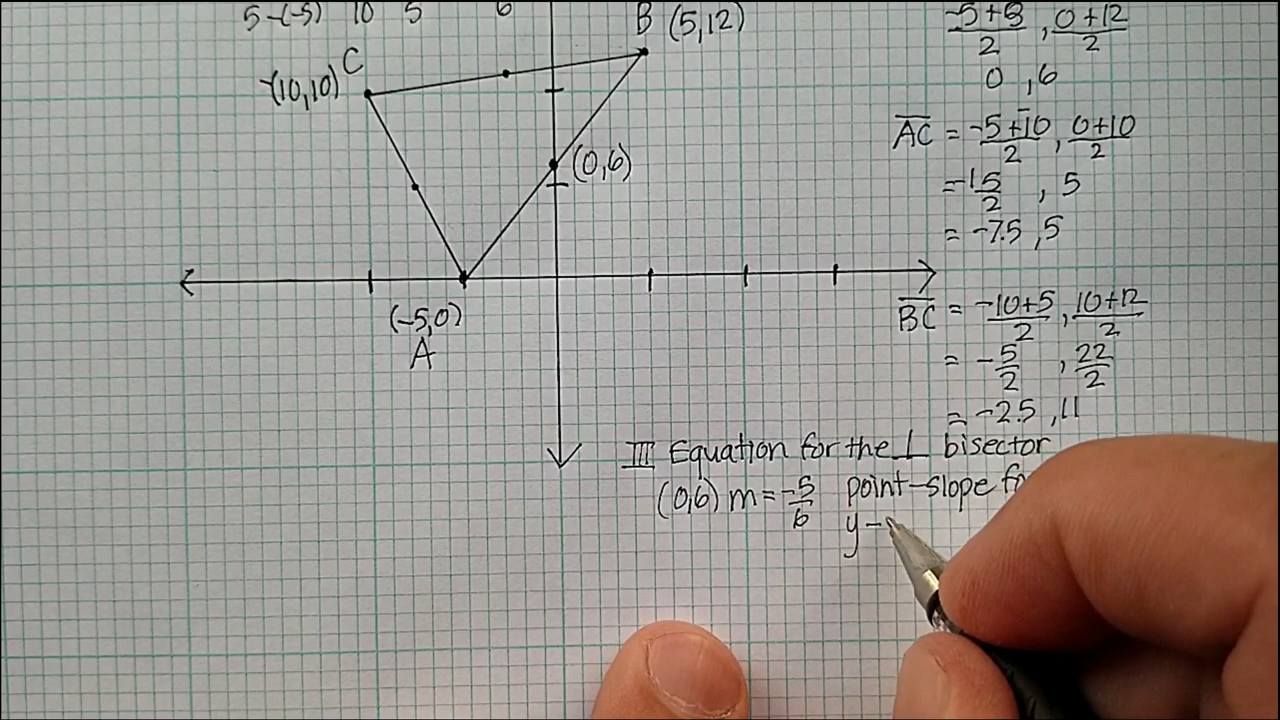 5-(-5) 10 5 6
B (5,12)
C
-(10,10)
(0,6)
(-5,0)
A
-5+5/2 , 0+12/2
0 , 6
AC = -5+-10/2 , 0+10/2
= -15/2 , 5
= -7.5 , 5
BC = -10+5/2 , 10+12/2
= -5/2 , 22/2
= -2.5 , 11
III Equation for the ⊥ bisector
(0,6) m = -5/6 point-slope fo
y -